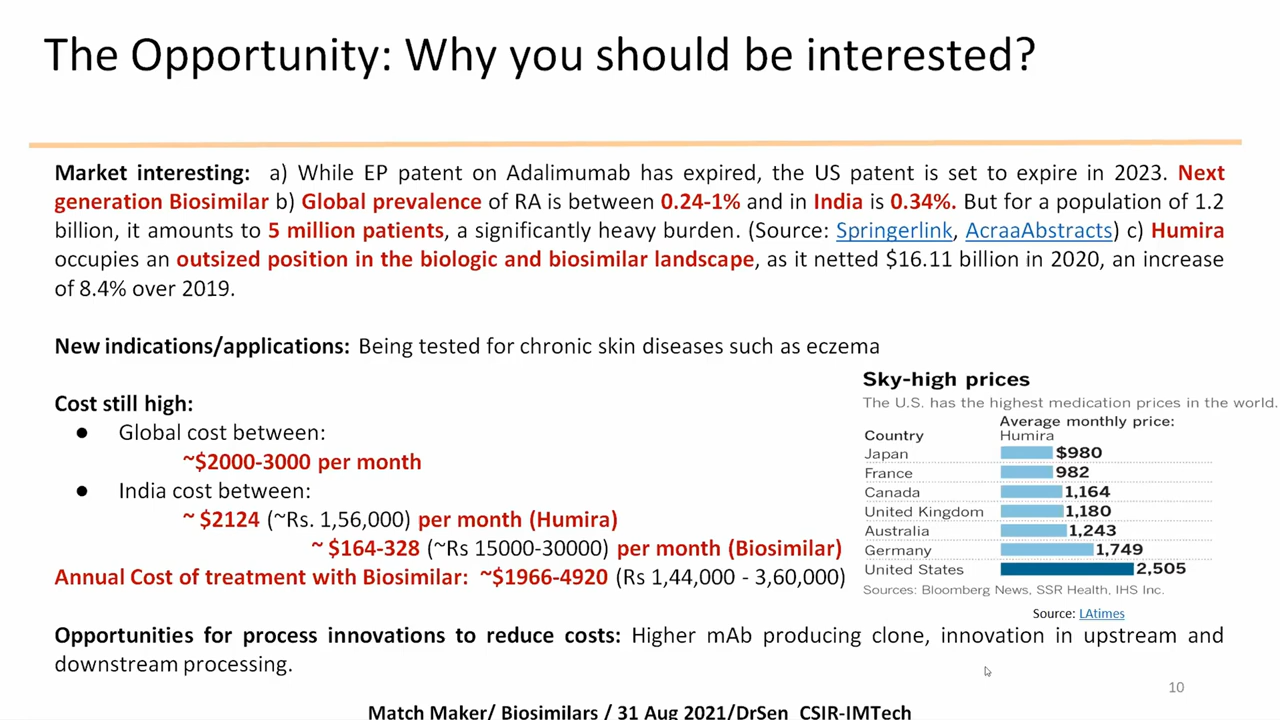 The Opportunity: Why you should be interested?
Market interesting: a) While EP patent on Adalimumab has expired, the US patent is set to expire in 2023. Next
generation Biosimilar b) Global prevalence of RA is between 0.24-1% and in India is 0.34%. But for a population of 1.2
billion, it amounts to 5 million patients, a significantly heavy burden. (Source: Springerlink, AcraaAbstracts) c) Humira
occupies an outsized position in the biologic and biosimilar landscape, as it netted $16.11 billion in 2020, an increase
of 8.4% over 2019.
New indications/applications: Being tested for chronic skin diseases such as eczema
Cost still high:
● Global cost between:
~$2000-3000 per month
● India cost between:
~ $2124 (~Rs. 1,56,000) per month (Humira)
~ $164-328 (~Rs 15000-30000) per month (Biosimilar)
Annual Cost of treatment with Biosimilar: ~$1966-4920 (Rs 1,44,000 - 3,60,000)
Sky-high prices
The U.S. has the highest medication prices in the world.
Average monthly price:
Country Humira
Japan $980
France 982
Canada 1,164
United Kingdom 1,180
Australia 1,243
Germany 1,749
United States 2,505
Sources: Bloomberg News, SSR Health, IHS Inc.
Source: LAtimes
Opportunities for process innovations to reduce costs: Higher mAb producing clone, innovation in upstream and
downstream processing.
10
Match Maker/ Biosimilars / 31 Aug 2021/DrSen_CSIR-IMTech